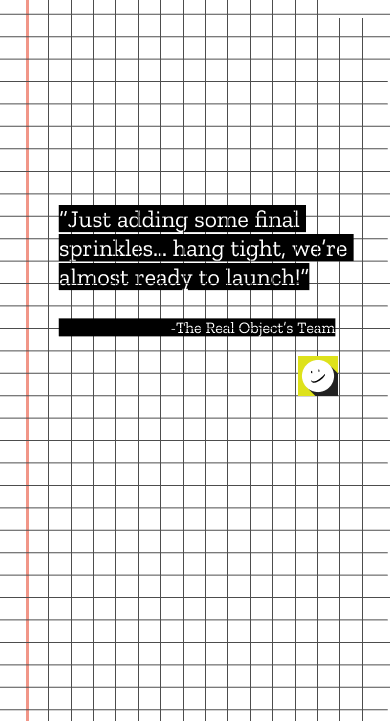 “Just adding some final
sprinkles... hang tight, we’re
almost ready to launch!”
-The Real Object’s Team